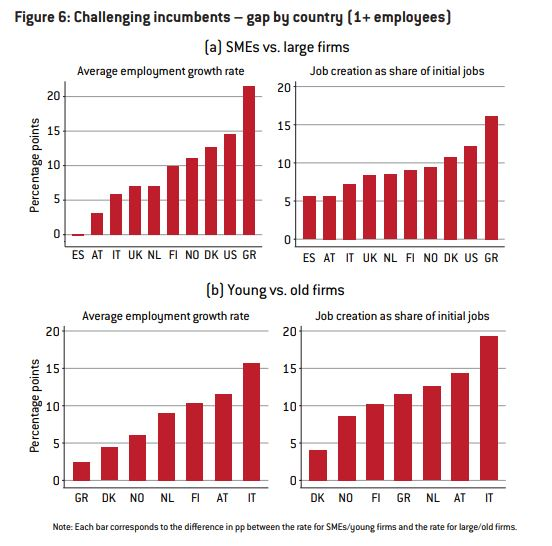 Figure 6: Challenging incumbents – gap by country (1+ employees)
(a) SMEs vs. large firms
Average employment growth rate
Job creation as share of initial jobs
Percentage points
20
15
10
5
0
ES AT IT UK NL FI NO DK US GR
20
15
10
5
0
ES AT IT UK NL FI NO DK US GR
(b) Young vs. old firms
Average employment growth rate
Job creation as share of initial jobs
Percentage points
20
15
10
5
0
GR DK NO NL FI AT IT
20
15
10
5
0
DK NO FI GR NL AT IT
Note: Each bar corresponds to the difference in pp between the rate for SMEs/young firms and the rate for large/old firms.